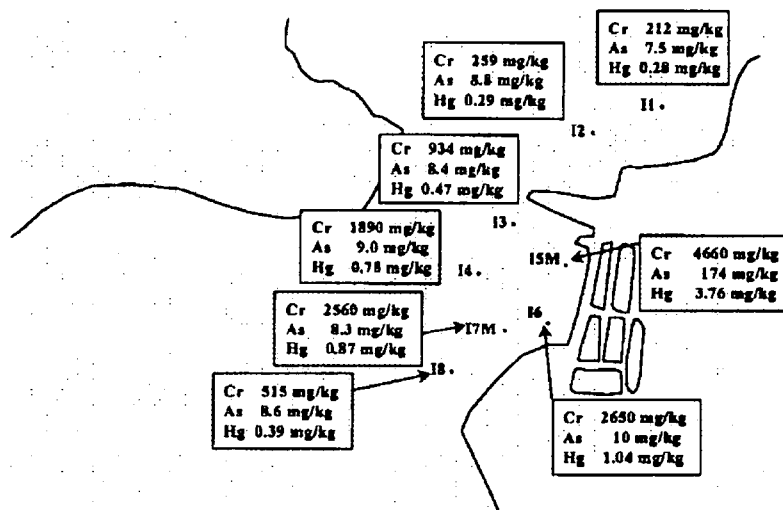 Cr 212 mg/kg
As 7.5 mg/kg
Hg 0.28 mg/kg
I1
Cr 259 mg/kg
As 8.8 mg/kg
Hg 0.29 mg/kg
I2
Cr 934 mg/kg
As 8.4 mg/kg
Hg 0.47 mg/kg
I3
Cr 1890 mg/kg
As 9.0 mg/kg
Hg 0.78 mg/kg
I4
I5M
Cr 4660 mg/kg
As 174 mg/kg
Hg 3.76 mg/kg
Cr 2560 mg/kg
As 8.3 mg/kg
Hg 0.87 mg/kg
I7M
I6
I8
Cr 515 mg/kg
As 8.6 mg/kg
Hg 0.39 mg/kg
Cr 2650 mg/kg
As 10 mg/kg
Hg 1.04 mg/kg